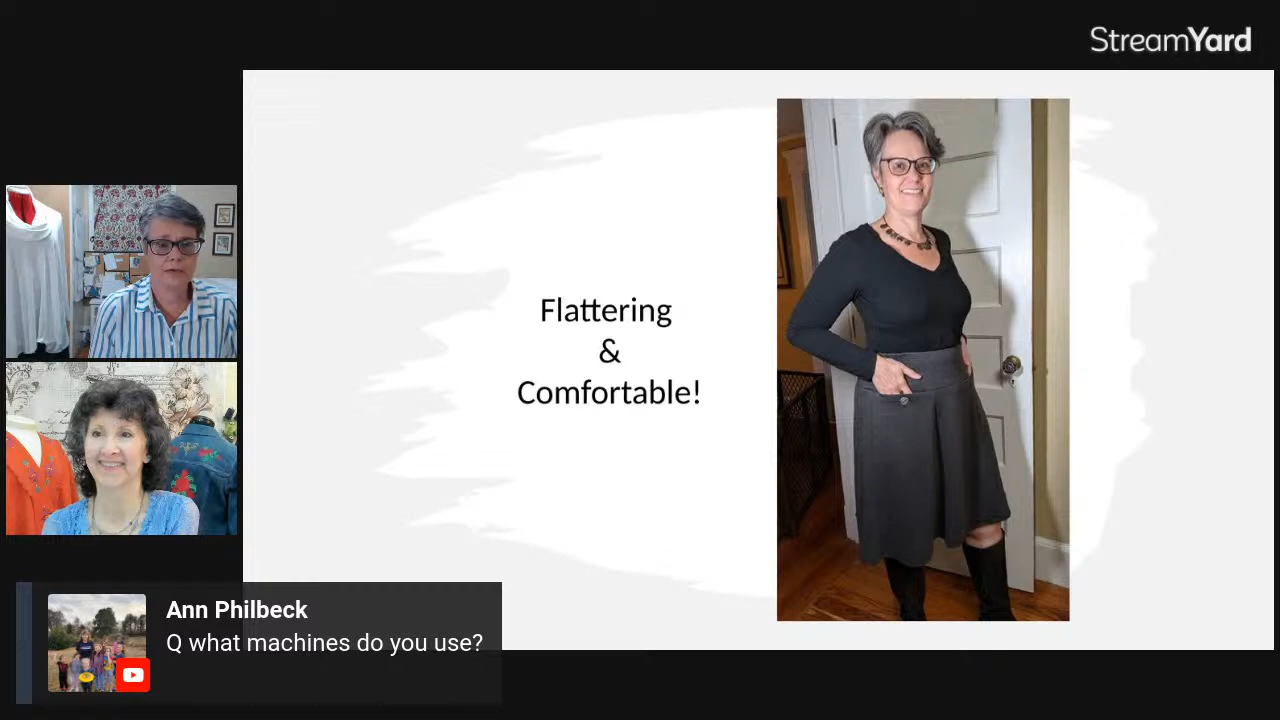 StreamYard
Flattering
&
Comfortable!
Ann Philbeck
Q what machines do you use?